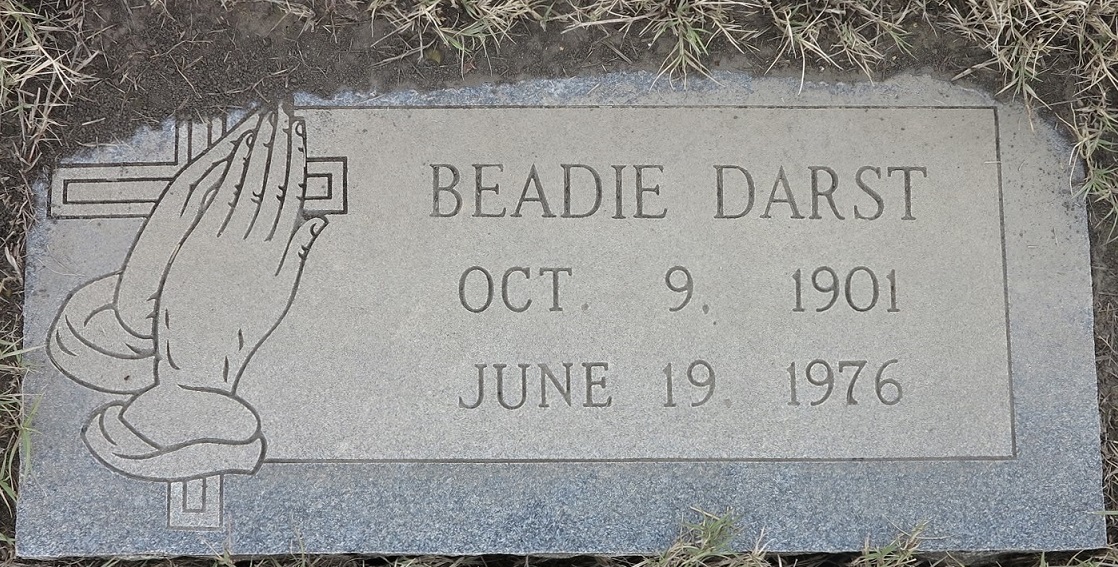 BEADIE DARST
OCT. 9. 1901
JUNE 19. 1976